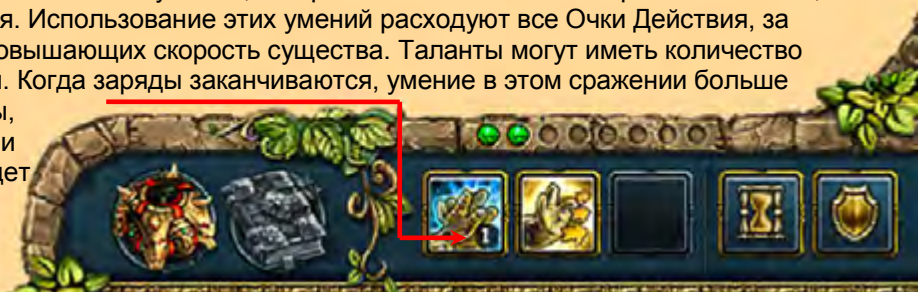 я. Использование этих умений расходуют все Очки Действия, за
овышающих скорость существа. Таланты могут иметь количество
. Когда заряды заканчиваются, умение в этом сражении больше
ы,
и
дет
1